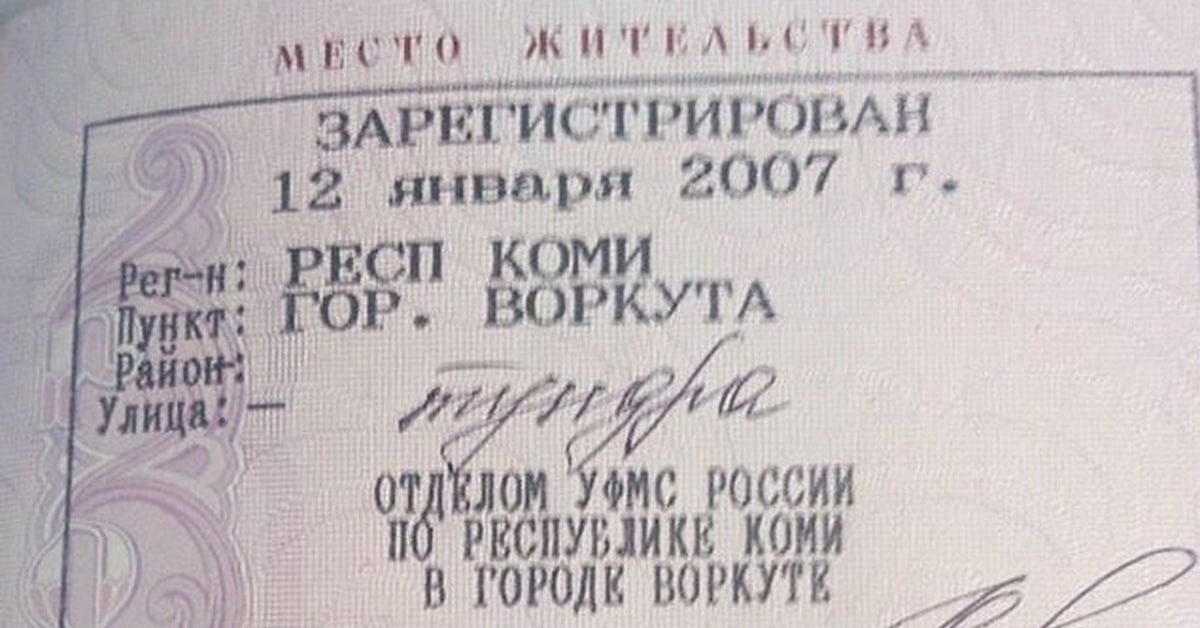 МЕСТО ЖИТЕЛЬСТВА
ЗАРЕГИСТРИРОВАН
12 января 2007 г.
Рег-н: РЕСП КОМИ
Пункт: ГОР. ВОРКУТА
Район:
Улица: — тундра
ОТДЕЛОМ УФМС РОССИИ
ПО РЕСПУБЛИКЕ КОМИ
В ГОРОДЕ ВОРКУТЕ